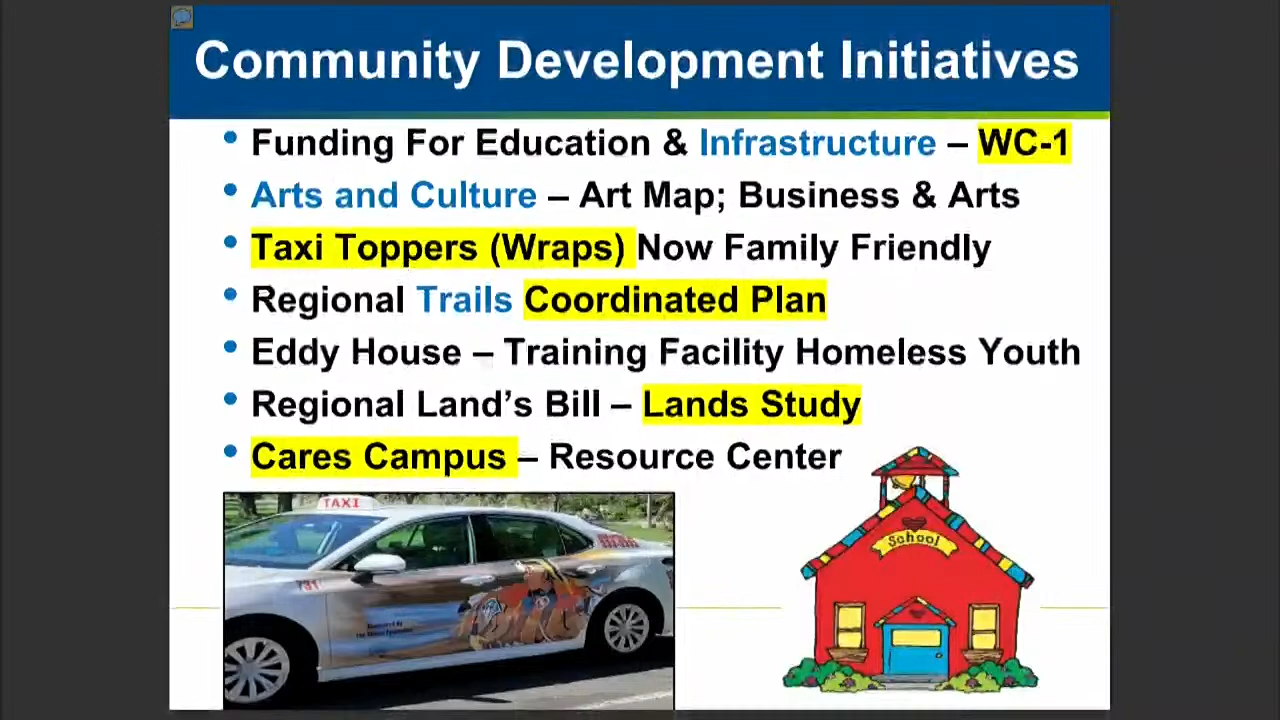 Community Development Initiatives
• Funding For Education & Infrastructure – WC-1
• Arts and Culture – Art Map; Business & Arts
• Taxi Toppers (Wraps) Now Family Friendly
• Regional Trails Coordinated Plan
• Eddy House – Training Facility Homeless Youth
• Regional Land's Bill – Lands Study
• Cares Campus – Resource Center
TAXI
731
School